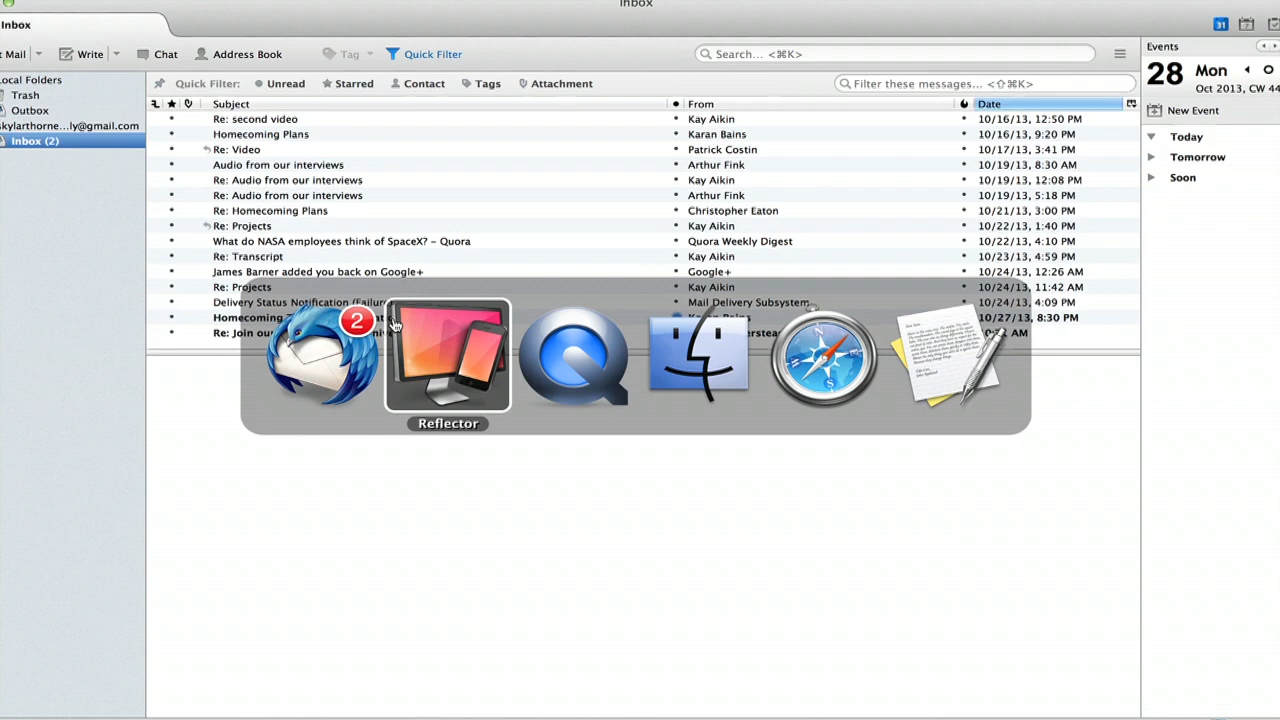 Inbox
Inbox
31
Mail Write Chat Address Book Tag Quick Filter Search... <⌘K>
Events
28 Mon
Oct 2013, CW 44
New Event
Today
Tomorrow
Soon
Local Folders
Trash
Outbox
skylarthorne...ly@gmail.com
Inbox (2)
Quick Filter: Unread Starred Contact Tags Attachment Filter these messages... <⇧⌘K>
Subject From Date
Re: second video Kay Aikin 10/16/13, 12:50 PM
Homecoming Plans Karan Bains 10/16/13, 9:20 PM
Re: Video Patrick Costin 10/17/13, 3:41 PM
Audio from our interviews Arthur Fink 10/19/13, 8:30 AM
Re: Audio from our interviews Kay Aikin 10/19/13, 12:08 PM
Re: Audio from our interviews Arthur Fink 10/19/13, 5:18 PM
Re: Homecoming Plans Christopher Eaton 10/21/13, 3:00 PM
Re: Projects Kay Aikin 10/22/13, 1:40 PM
What do NASA employees think of SpaceX? - Quora Quora Weekly Digest 10/22/13, 4:10 PM
Re: Transcript Kay Aikin 10/23/13, 4:59 PM
James Barner added you back on Google+ Google+ 10/24/13, 12:26 AM
Re: Projects Kay Aikin 10/24/13, 11:42 AM
Delivery Status Notification (Failure) Mail Delivery Subsystem 10/24/13, 4:09 PM
Homecoming Karan Bains 10/27/13, 8:30 PM
Re: Join our AM
2
Reflector